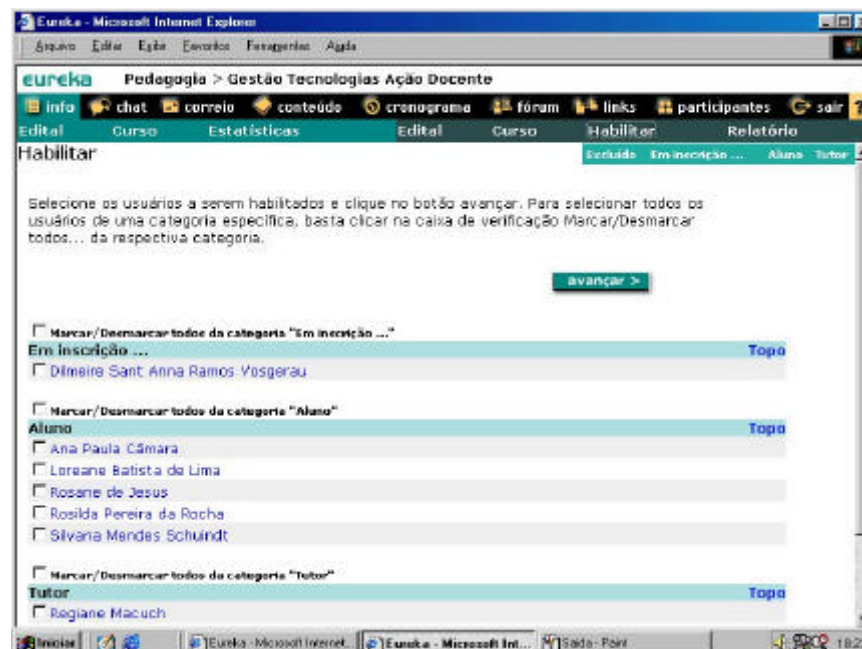 Eureka - Microsoft Internet Explorer
Arquivo Editar Exibir Favoritos Ferramentas Ajuda
eureka Pedagogia > Gestão Tecnologias Ação Docente
info chat correio conteúdo cronograma fórum links participantes sair ?
Edital Curso Estatísticas Edital Curso Habilitar Relatório
Habilitar Excluído Em inscrição ... Aluno Tutor
Selecione os usuários a serem habilitados e clique no botão avançar. Para selecionar todos os
usuários de uma categoria específica, basta clicar na caixa de verificação Marcar/Desmarcar
todos... da respectiva categoria.
avançar >
Marcar/Desmarcar todos da categoria "Em inscrição ..."
Em inscrição ... Topo
Dilmeire Sant Anna Ramos Vosgerau
Marcar/Desmarcar todos da categoria "Aluno"
Aluno Topo
Ana Paula Câmara
Loreane Batista de Lima
Rosane de Jesus
Rosilda Pereira da Rocha
Silvana Mendes Schuindt
Marcar/Desmarcar todos da categoria "Tutor"
Tutor Topo
Regiane Macuch
Iniciar Eureka - Microsoft Internet... Eureka - Microsoft Int... Saida - Paint